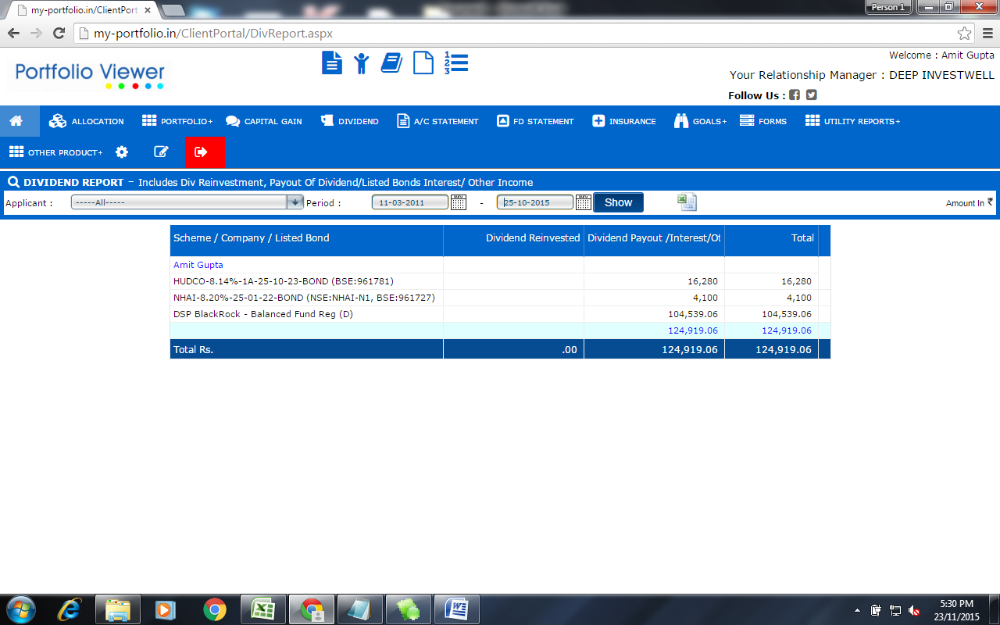 my-portfolio.in/ClientPort
Person 1
my-portfolio.in/ClientPortal/DivReport.aspx
Portfolio Viewer
1
2
3
Welcome : Amit Gupta
Your Relationship Manager : DEEP INVESTWELL
Follow Us :
ALLOCATION PORTFOLIO+ CAPITAL GAIN DIVIDEND A/C STATEMENT FD STATEMENT INSURANCE GOALS+ FORMS UTILITY REPORTS+
OTHER PRODUCT+
DIVIDEND REPORT - Includes Div Reinvestment, Payout Of Dividend/Listed Bonds Interest/ Other Income
Applicant : -----All----- Period : 11-03-2011 - 25-10-2015 Show Amount In ₹
Scheme / Company / Listed Bond Dividend Reinvested Dividend Payout /Interest/Ot Total
Amit Gupta
HUDCO-8.14%-1A-25-10-23-BOND (BSE:961781) 16,280 16,280
NHAI-8.20%-25-01-22-BOND (NSE:NHAI-N1, BSE:961727) 4,100 4,100
DSP BlackRock - Balanced Fund Reg (D) 104,539.06 104,539.06
124,919.06 124,919.06
Total Rs. .00 124,919.06 124,919.06
5:30 PM
23/11/2015